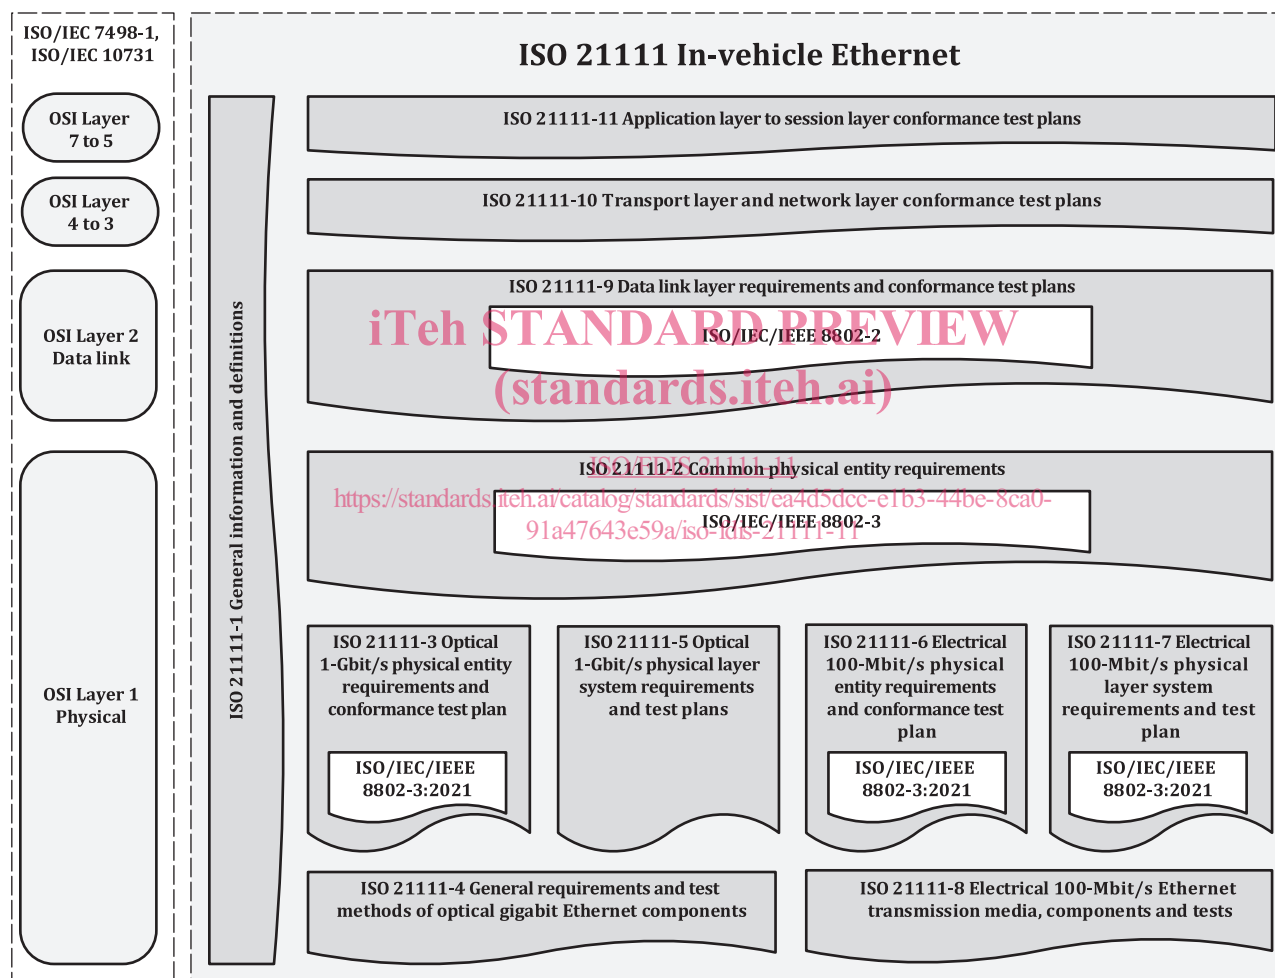 ISO/IEC 7498-1,
ISO/IEC 10731
OSI Layer
7 to 5
OSI Layer
4 to 3
OSI Layer 2
Data link
OSI Layer 1
Physical
ISO 21111 In-vehicle Ethernet
ISO 21111-1 General information and definitions
ISO 21111-11 Application layer to session layer conformance test plans
ISO 21111-10 Transport layer and network layer conformance test plans
ISO 21111-9 Data link layer requirements and conformance test plans
iTeh STANDARD PREVIEW
ISO/IEC/IEEE 8802-2
(standards.iteh.ai)
ISO/FDIS 21111-11
ISO 21111-2 Common physical entity requirements
https://standards.iteh.ai/catalog/standards/sist/ea4d5dcc-e1b3-44be-8ca0-
91a47643e59a/iso-fdis-21111-11
ISO/IEC/IEEE 8802-3
ISO 21111-3 Optical
1-Gbit/s physical entity
requirements and
conformance test plan
ISO/IEC/IEEE
8802-3:2021
ISO 21111-5 Optical
1-Gbit/s physical layer
system requirements
and test plans
ISO 21111-6 Electrical
100-Mbit/s physical
entity requirements
and conformance test
plan
ISO/IEC/IEEE
8802-3:2021
ISO 21111-7 Electrical
100-Mbit/s physical
layer system
requirements and test
plan
ISO/IEC/IEEE
8802-3:2021
ISO 21111-4 General requirements and test
methods of optical gigabit Ethernet components
ISO 21111-8 Electrical 100-Mbit/s Ethernet
transmission media, components and tests